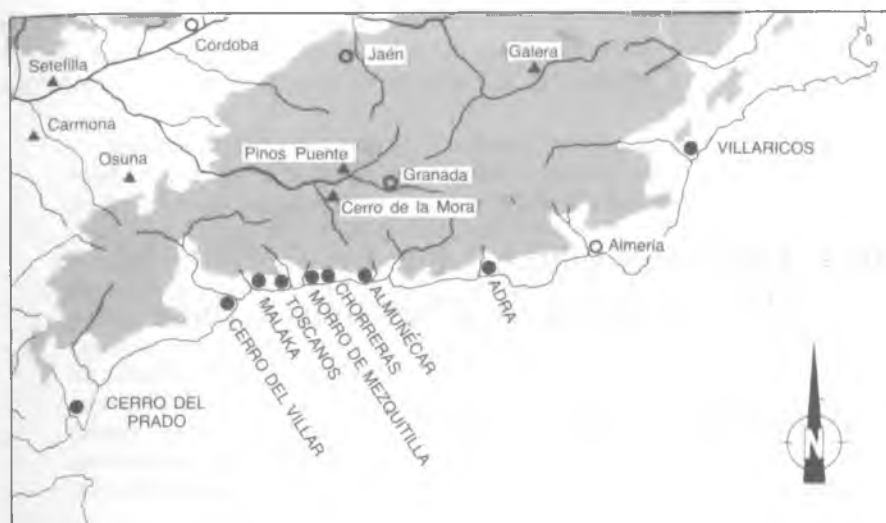 Córdoba
Jaén
Galera
Setefilla
Carmona
Osuna
Pinos Puente
Granada
Cerro de la Mora
VILLARICOS
Almería
ADRA
ALMUÑÉCAR
CHORRERAS
MORRO DE MEZQUITILLA
TOSCANOS
MALAKA
CERRO DEL VILLAR
CERRO DEL
PRADO
N